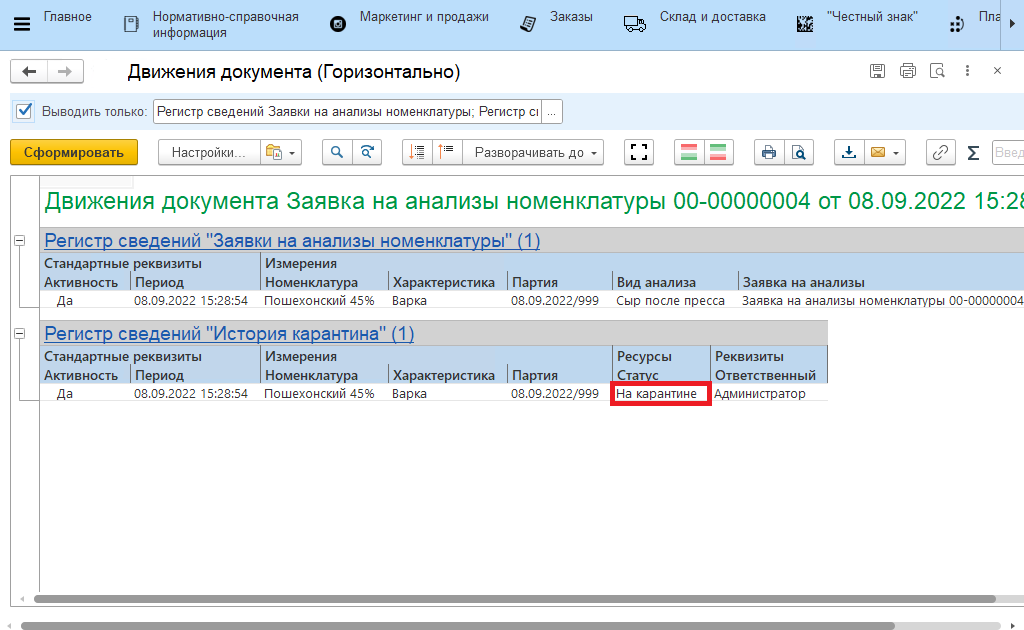 Главное
Нормативно-справочная
информация
Маркетинг и продажи
Заказы
Склад и доставка
"Честный знак"
Пла
Движения документа (Горизонтально)
Выводить только: Регистр сведений Заявки на анализы номенклатуры; Регистр с ...
Сформировать Настройки... Разворачивать до Σ Введ
Движения документа Заявка на анализы номенклатуры 00-00000004 от 08.09.2022 15:28
Регистр сведений "Заявки на анализы номенклатуры" (1)
Стандартные реквизиты Измерения
Активность Период Номенклатура Характеристика Партия Вид анализа Заявка на анализы
Да 08.09.2022 15:28:54 Пошехонский 45% Варка 08.09.2022/999 Сыр после пресса Заявка на анализы номенклатуры 00-00000004
Регистр сведений "История карантина" (1)
Стандартные реквизиты Измерения Ресурсы Реквизиты
Активность Период Номенклатура Характеристика Партия Статус Ответственный
Да 08.09.2022 15:28:54 Пошехонский 45% Варка 08.09.2022/999 На карантине Администратор